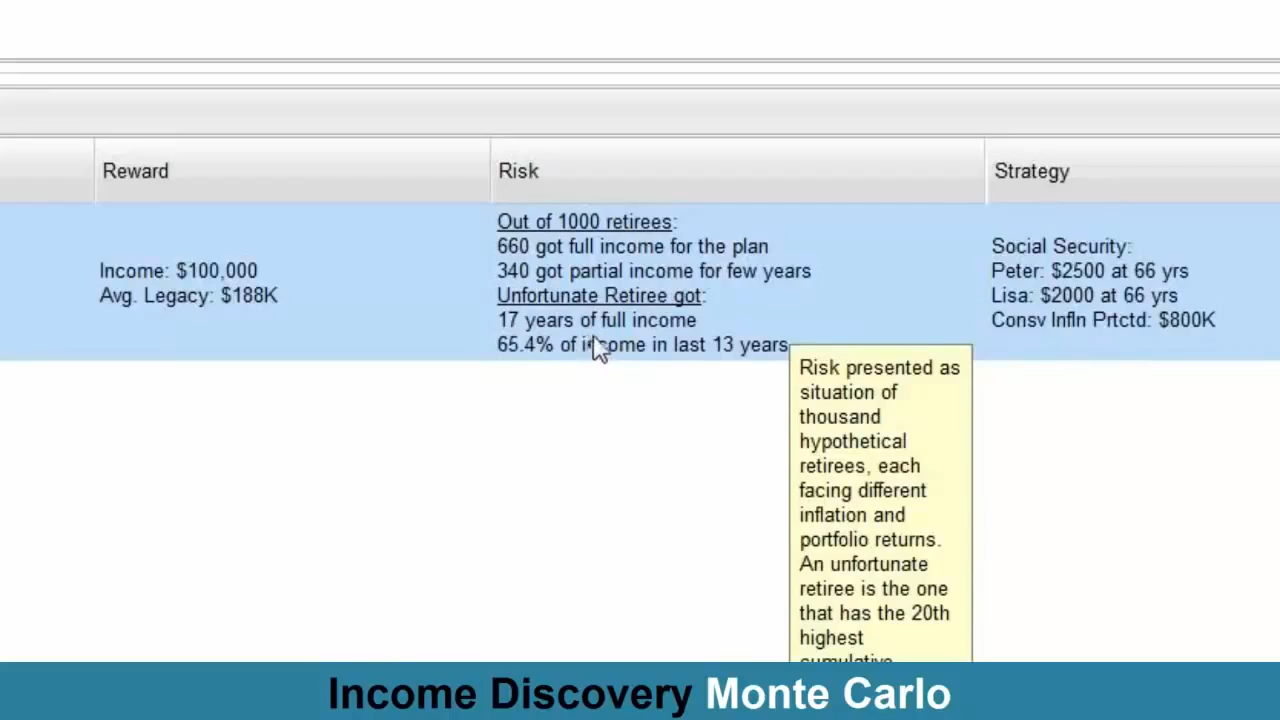 Reward
Risk
Strategy
Income: $100,000
Avg. Legacy: $188K
Out of 1000 retirees:
660 got full income for the plan
340 got partial income for few years
Unfortunate Retiree got:
17 years of full income
65.4% of income in last 13 years
Social Security:
Peter: $2500 at 66 yrs
Lisa: $2000 at 66 yrs
Consv Infln Prtctd: $800K
Risk presented as
situation of
thousand
hypothetical
retirees, each
facing different
inflation and
portfolio returns.
An unfortunate
retiree is the one
that has the 20th
highest
cumulative
Income Discovery Monte Carlo